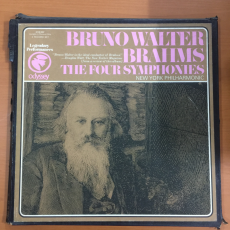 BRUNO WALTER
BRAHMS
THE FOUR SYMPHONIES
NEW YORK PHILHARMONIC
Legendary
Performances
Odyssey